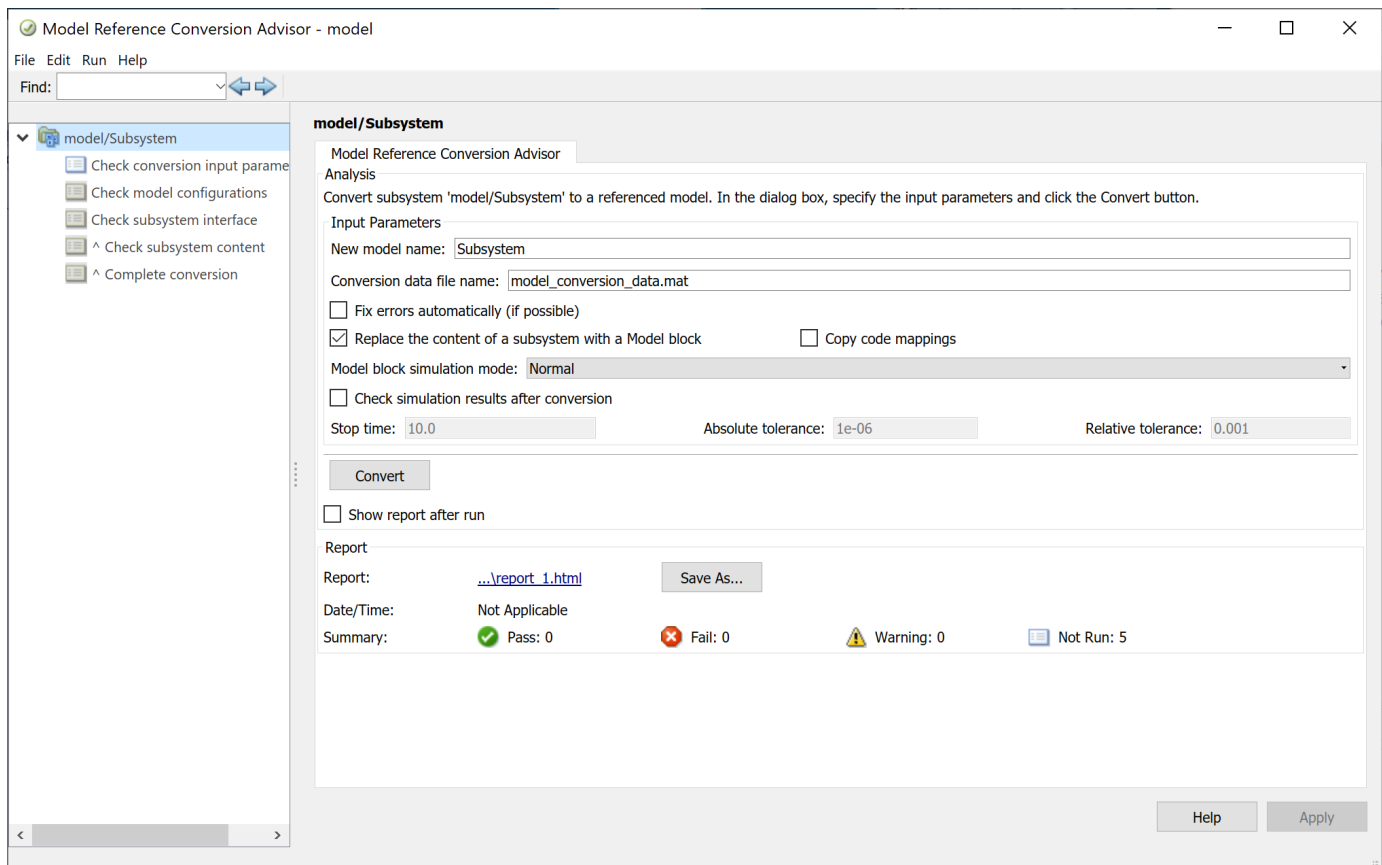 Model Reference Conversion Advisor - model
File Edit Run Help
Find:
model/Subsystem
Check conversion input parame
Check model configurations
Check subsystem interface
^ Check subsystem content
^ Complete conversion
model/Subsystem
Model Reference Conversion Advisor
Analysis
Convert subsystem 'model/Subsystem' to a referenced model. In the dialog box, specify the input parameters and click the Convert button.
Input Parameters
New model name: Subsystem
Conversion data file name: model_conversion_data.mat
Fix errors automatically (if possible)
Replace the content of a subsystem with a Model block Copy code mappings
Model block simulation mode: Normal
Check simulation results after conversion
Stop time: 10.0 Absolute tolerance: 1e-06 Relative tolerance: 0.001
Convert
Show report after run
Report
Report: ...\report_1.html Save As...
Date/Time: Not Applicable
Summary: Pass: 0 Fail: 0 Warning: 0 Not Run: 5
Help Apply